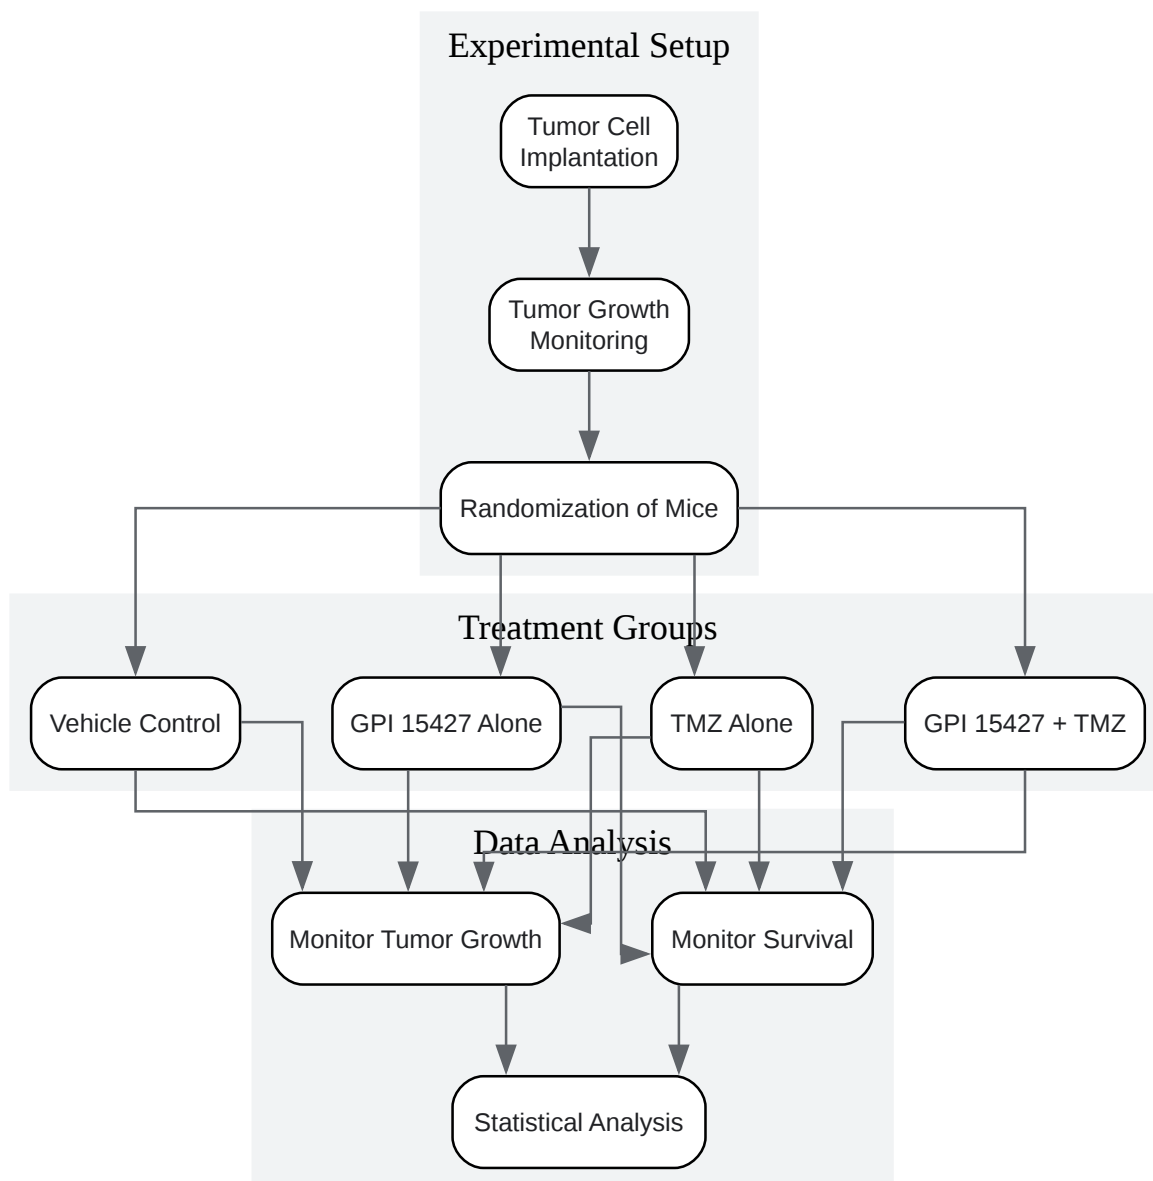 Experimental Setup
Tumor Cell
Implantation
Tumor Growth
Monitoring
Randomization of Mice
Treatment Groups
Vehicle Control
GPI 15427 Alone
TMZ Alone
GPI 15427 + TMZ
Data Analysis
Monitor Tumor Growth
Monitor Survival
Statistical Analysis